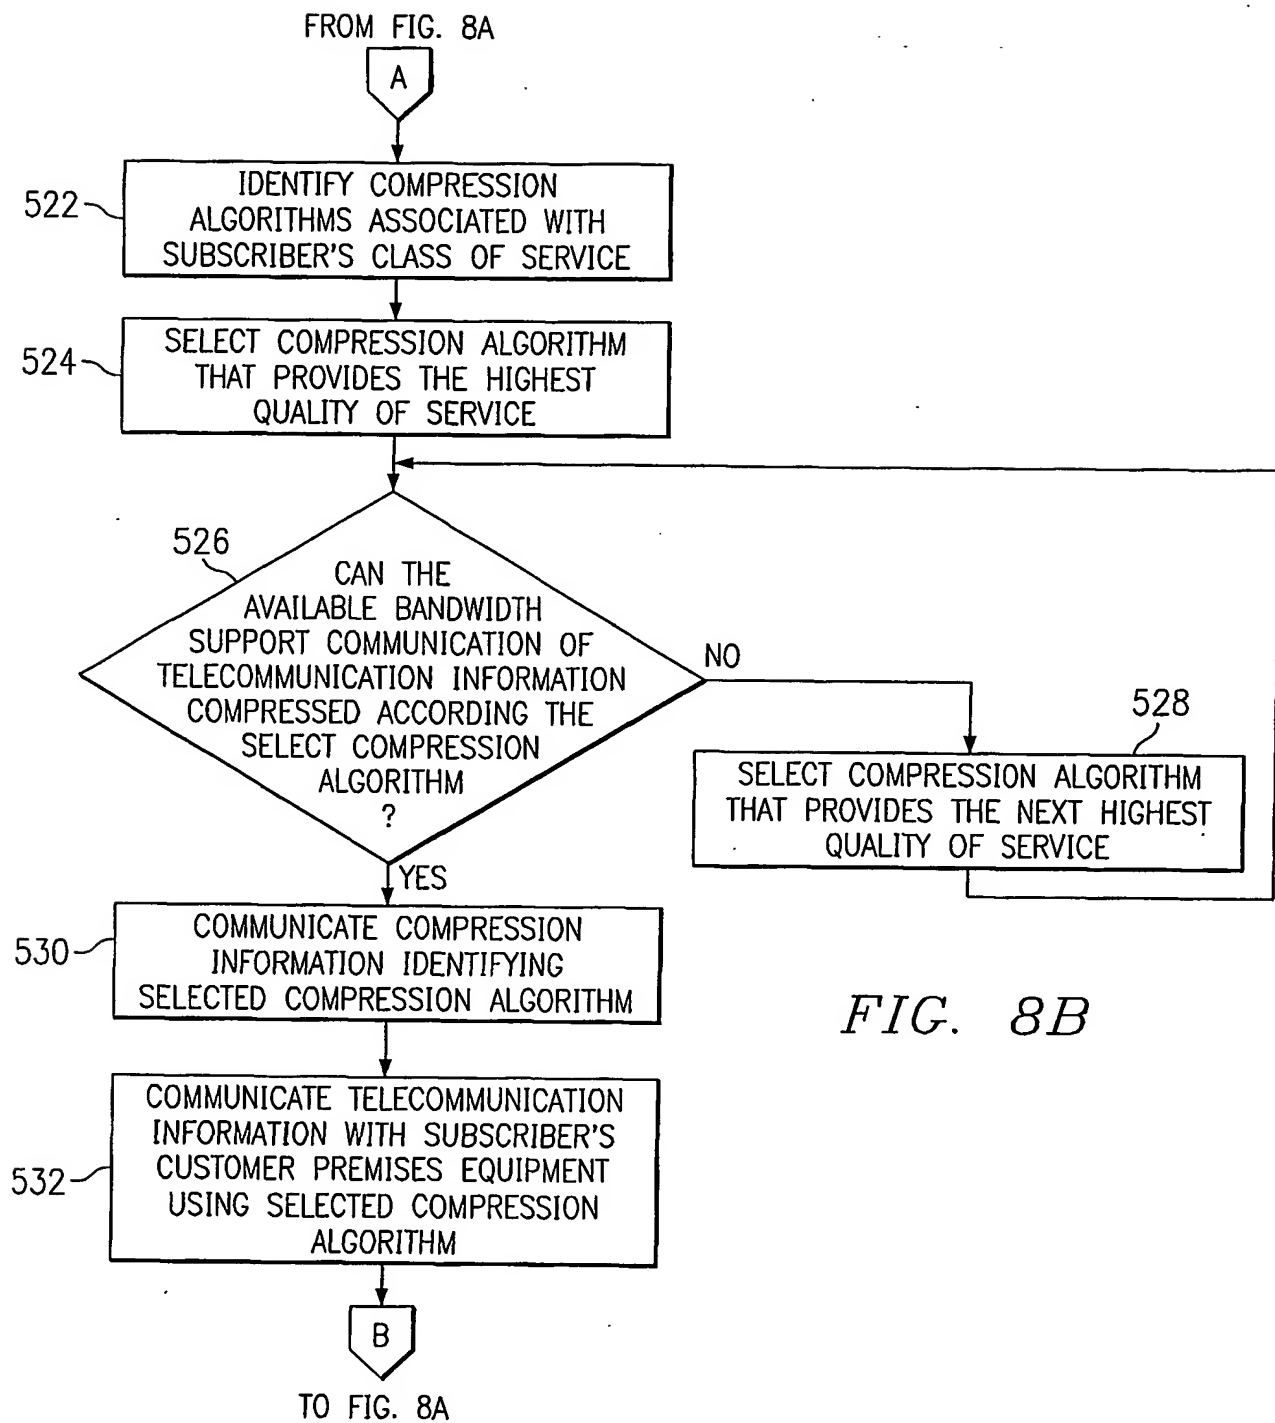 FROM FIG. 8A
A
522
IDENTIFY COMPRESSION
ALGORITHMS ASSOCIATED WITH
SUBSCRIBER'S CLASS OF SERVICE
524
SELECT COMPRESSION ALGORITHM
THAT PROVIDES THE HIGHEST
QUALITY OF SERVICE
526
CAN THE
AVAILABLE BANDWIDTH
SUPPORT COMMUNICATION OF
TELECOMMUNICATION INFORMATION
COMPRESSED ACCORDING THE
SELECT COMPRESSION
ALGORITHM
?
NO
528
SELECT COMPRESSION ALGORITHM
THAT PROVIDES THE NEXT HIGHEST
QUALITY OF SERVICE
YES
530
COMMUNICATE COMPRESSION
INFORMATION IDENTIFYING
SELECTED COMPRESSION ALGORITHM
FIG. 8B
532
COMMUNICATE TELECOMMUNICATION
INFORMATION WITH SUBSCRIBER'S
CUSTOMER PREMISES EQUIPMENT
USING SELECTED COMPRESSION
ALGORITHM
B
TO FIG. 8A